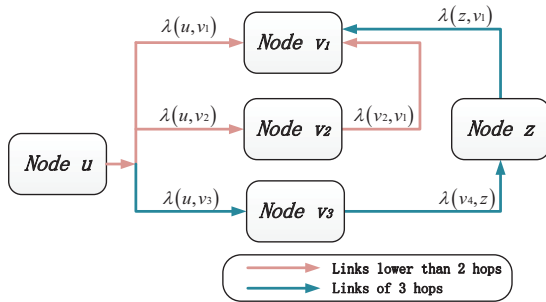 λ(u,v₁)
λ(z,v₁)
Node v₁
λ(u,v₂)
Node v₂
λ(v₂,v₁)
Node z
Node u
λ(u,v₃)
Node v₃
λ(v₄,z)
Links lower than 2 hops
Links of 3 hops